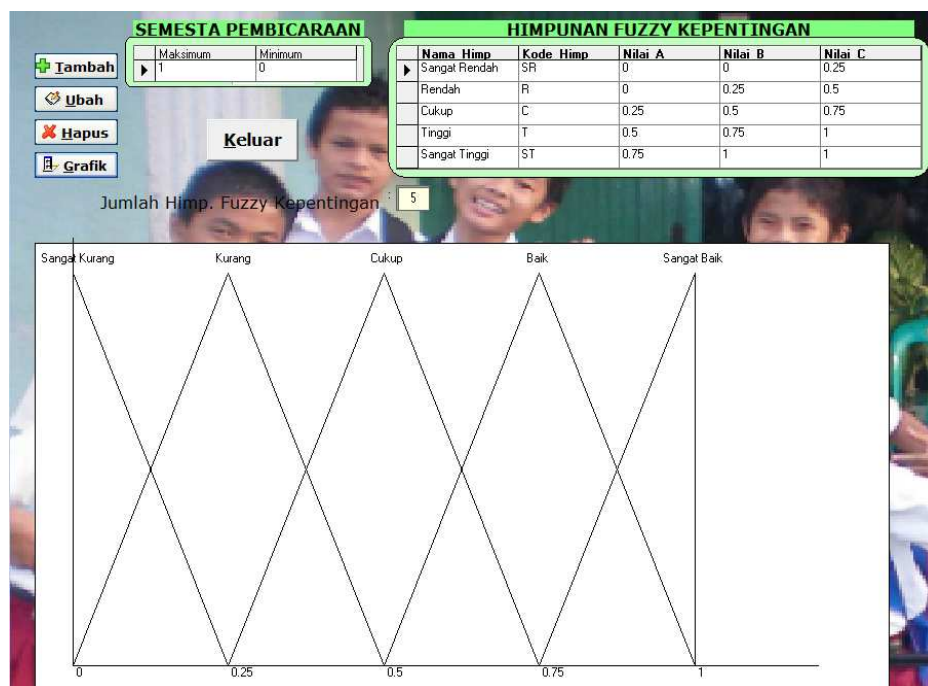 SEMESTA PEMBICARAAN
Maksimum Minimum
1 0
HIMPUNAN FUZZY KEPENTINGAN
Nama Himp Kode Himp Nilai A Nilai B Nilai C
Sangat Rendah SR 0 0 0.25
Rendah R 0 0.25 0.5
Cukup C 0.25 0.5 0.75
Tinggi T 0.5 0.75 1
Sangat Tinggi ST 0.75 1 1
Tambah
Ubah
Hapus
Grafik
Keluar
Jumlah Himp. Fuzzy Kepentingan : 5
Sangat Kurang Kurang Cukup Baik Sangat Baik
0 0.25 0.5 0.75 1